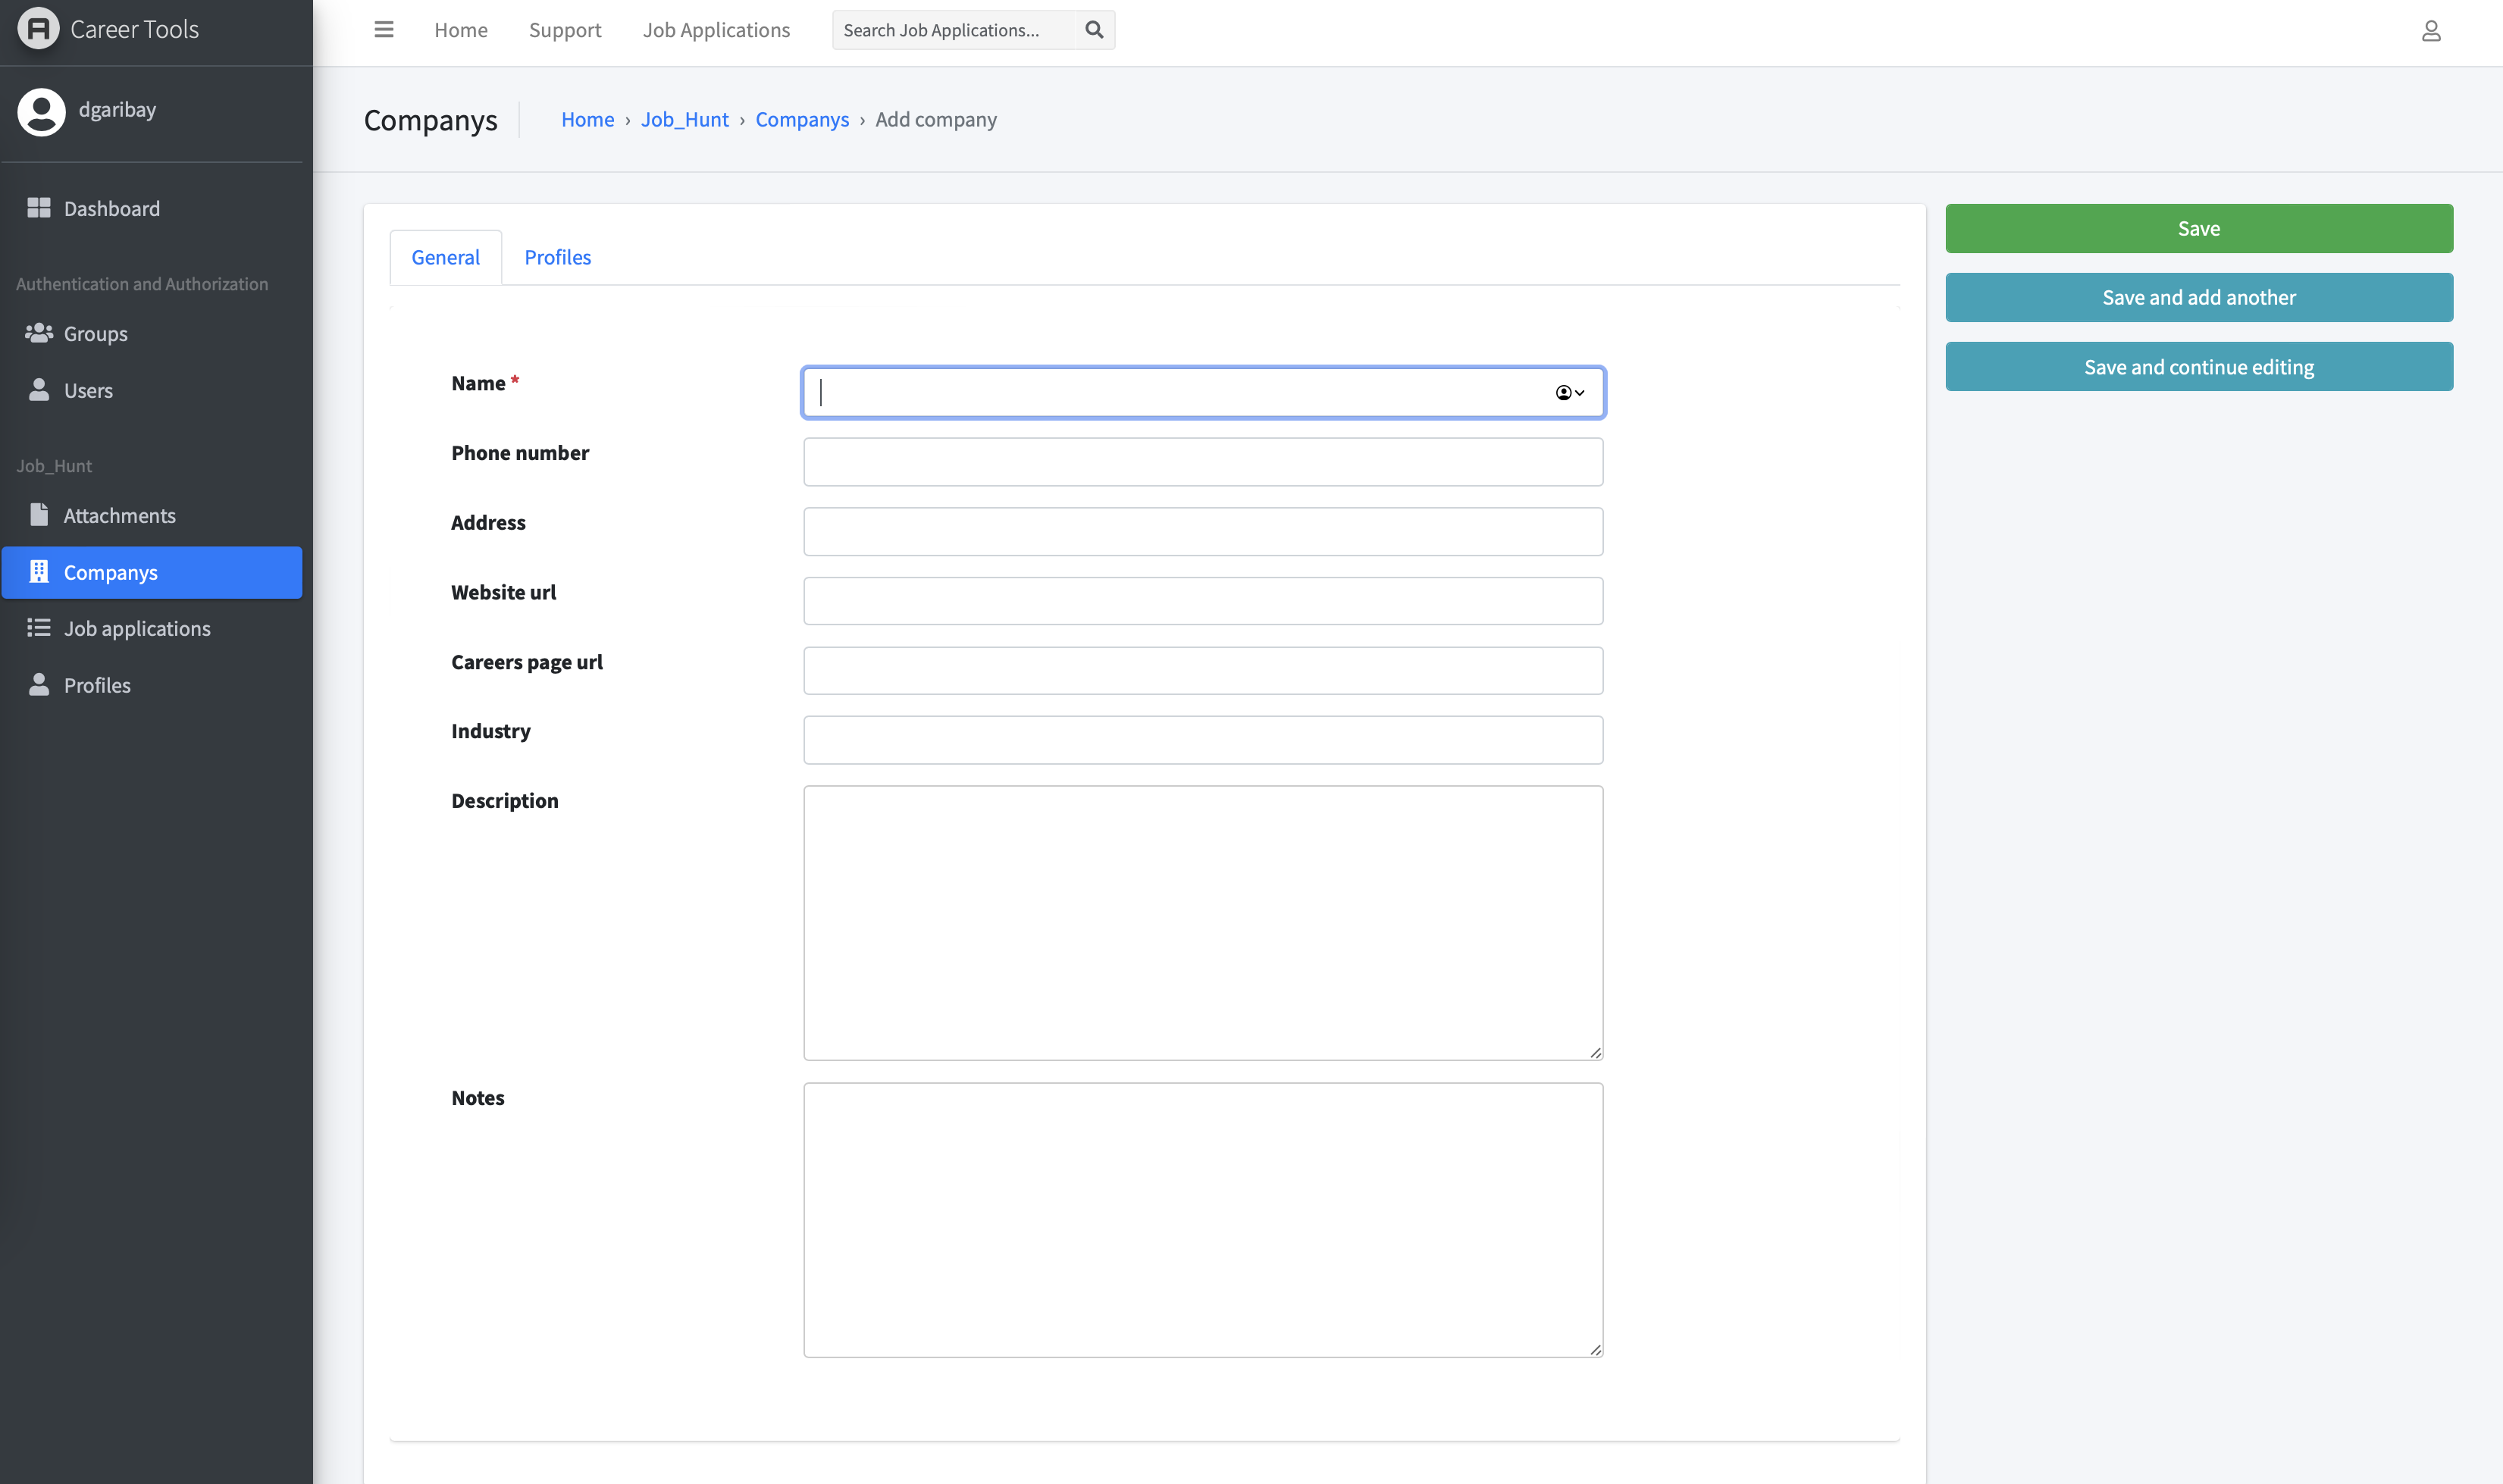 Career Tools
dgaribay
Dashboard
Authentication and Authorization
Groups
Users
Job_Hunt
Attachments
Companys
Job applications
Profiles
Home Support Job Applications Search Job Applications...
Companys Home › Job_Hunt › Companys › Add company
General Profiles
Name *
Phone number
Address
Website url
Careers page url
Industry
Description
Notes
Save
Save and add another
Save and continue editing